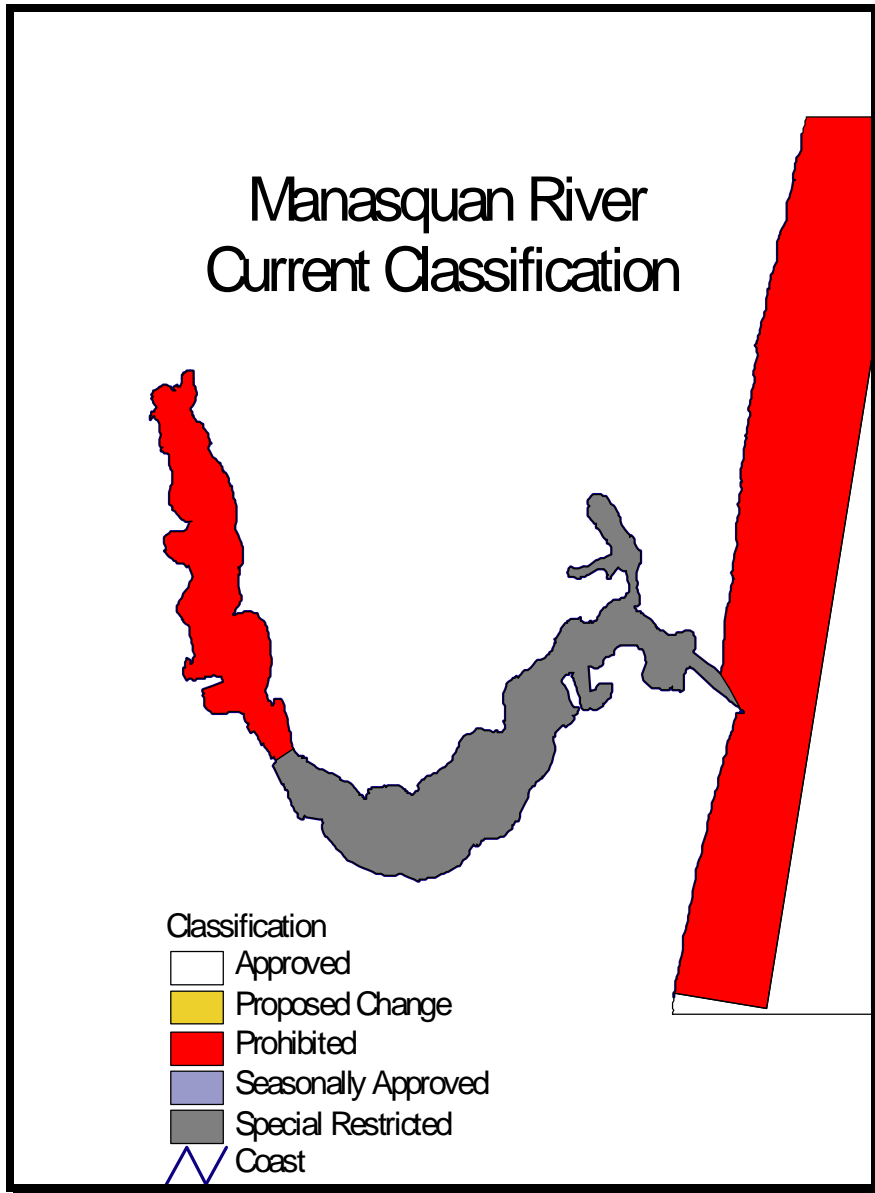 Manasquan River
Current Classification
Classification
Approved
Proposed Change
Prohibited
Seasonally Approved
Special Restricted
Coast